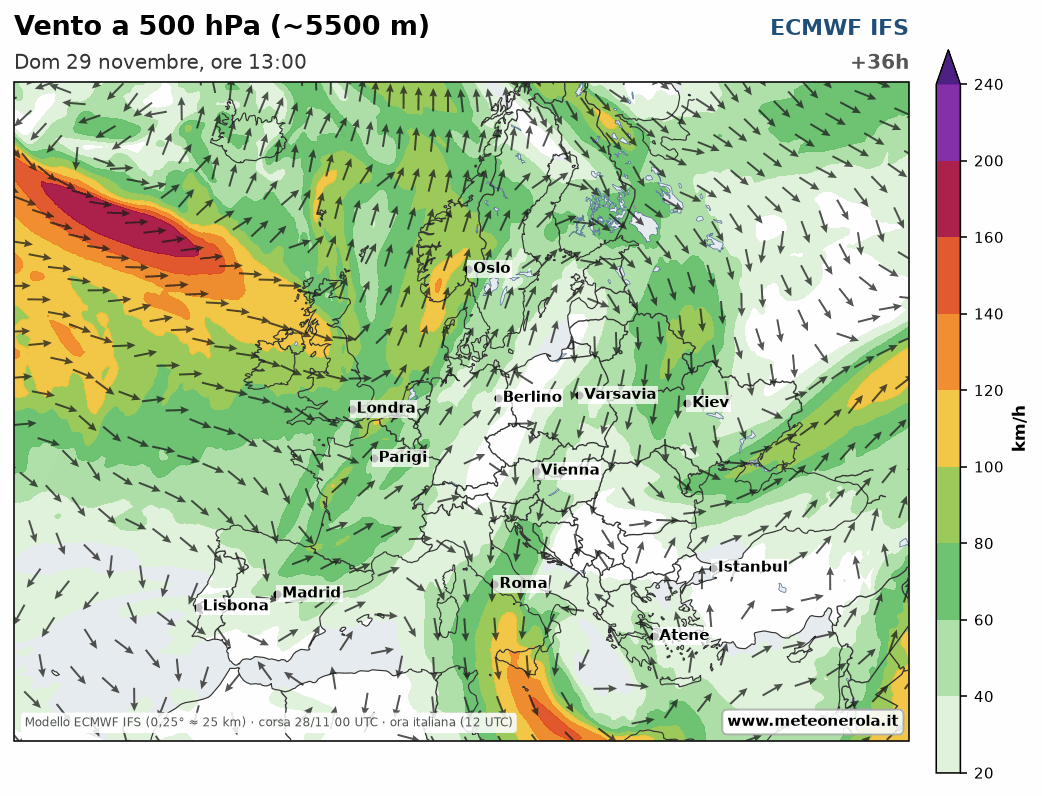 Vento a 500 hPa (~5500 m)
ECMWF IFS
Dom 29 novembre, ore 13:00
+36h
240
200
160
140
120
100
80
60
40
20
km/h
Oslo
Berlino
Varsavia
Kiev
Londra
Parigi
Vienna
Istanbul
Roma
Madrid
Lisbona
Atene
Modello ECMWF IFS (0,25° ≈ 25 km) · corsa 28/11 00 UTC · ora italiana (12 UTC)
www.meteonerola.it